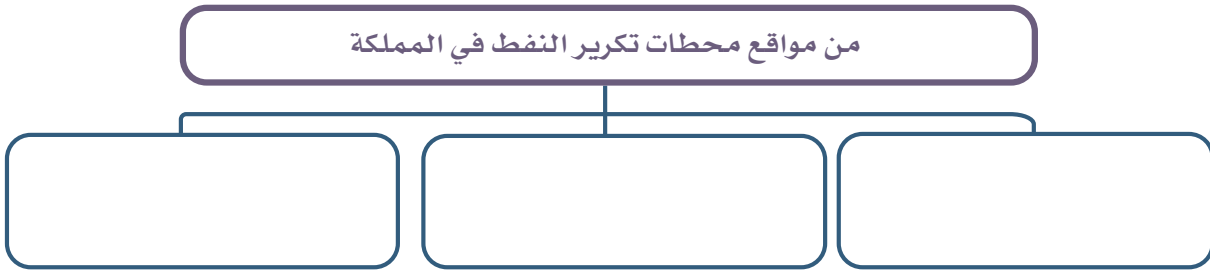 من مواقع محطات تكرير النفط في المملكة